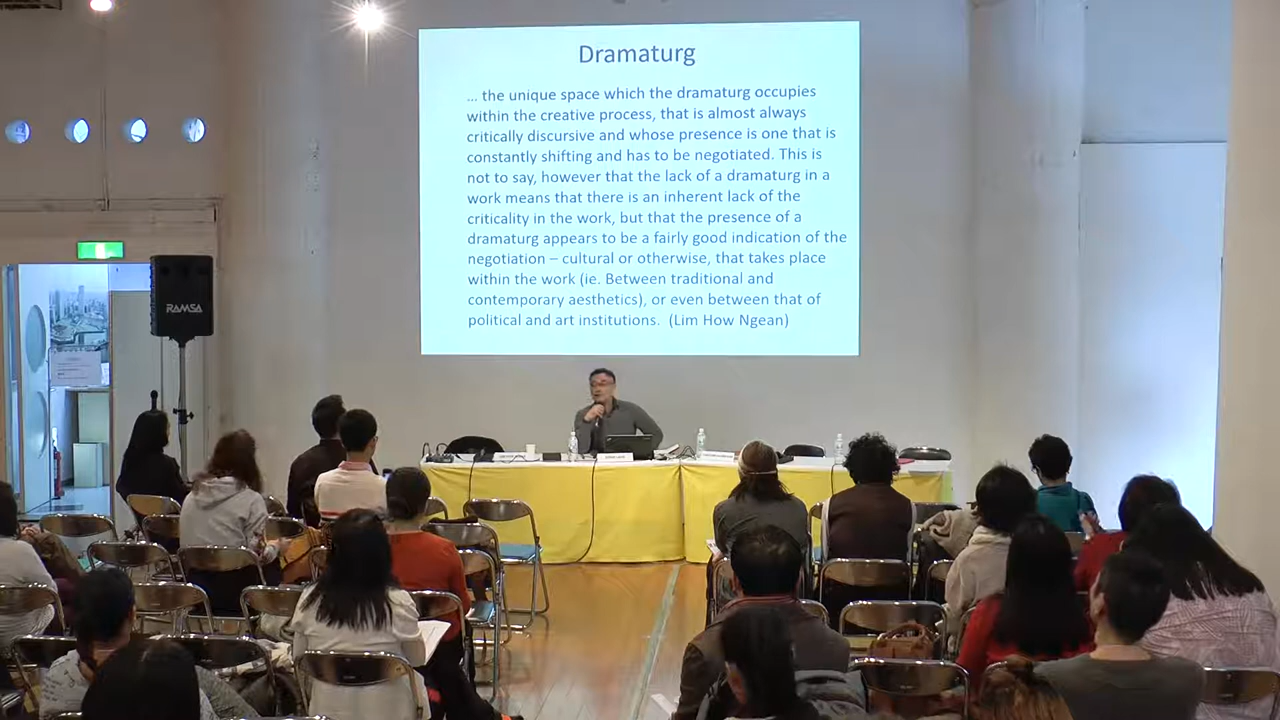 Dramaturg
... the unique space which the dramaturg occupies
within the creative process, that is almost always
critically discursive and whose presence is one that is
constantly shifting and has to be negotiated. This is
not to say, however that the lack of a dramaturg in a
work means that there is an inherent lack of the
criticality in the work, but that the presence of a
dramaturg appears to be a fairly good indication of the
negotiation – cultural or otherwise, that takes place
within the work (ie. Between traditional and
contemporary aesthetics), or even between that of
political and art institutions. (Lim How Ngean)
RAMSA